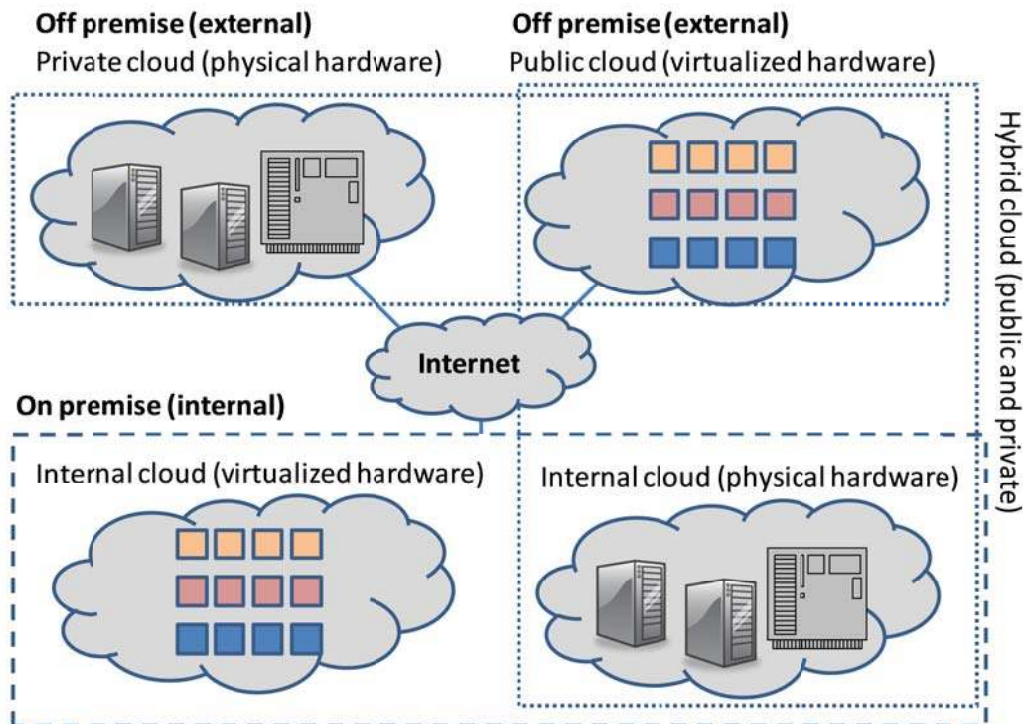 Off premise (external)
Private cloud (physical hardware)
Off premise (external)
Public cloud (virtualized hardware)
Hybrid cloud (public and private)
Internet
On premise (internal)
Internal cloud (virtualized hardware)
Internal cloud (physical hardware)